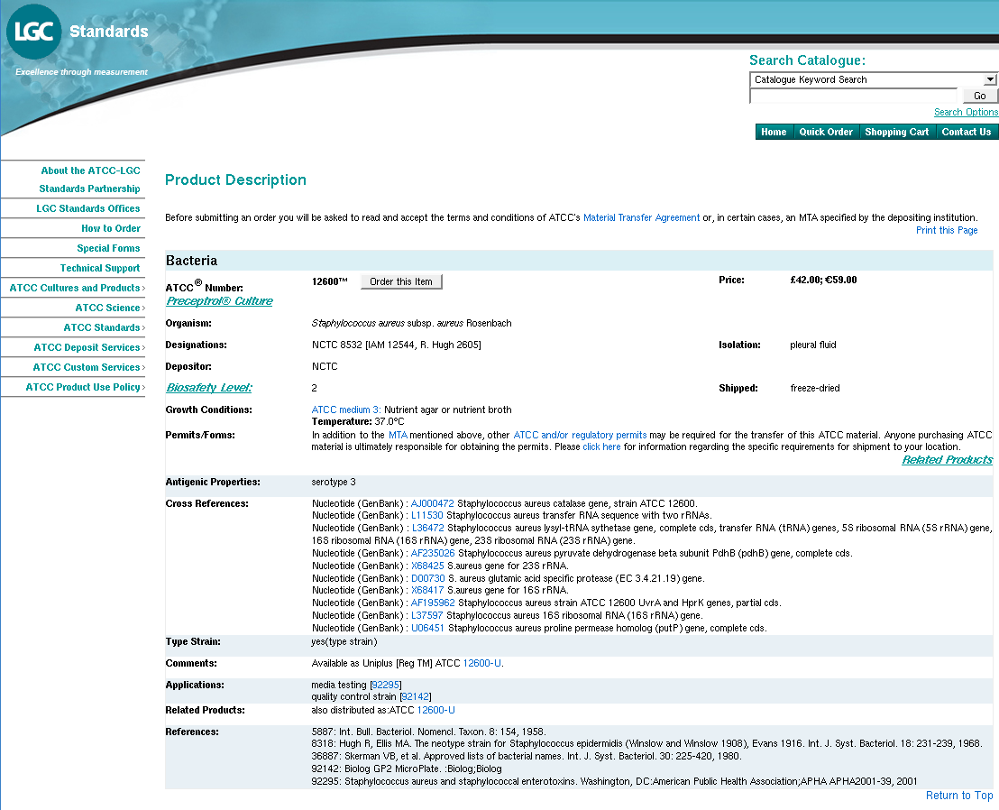 LGC Standards
Excellence through measurement
Search Catalogue:
Catalogue Keyword Search
Go
Search Options
Home Quick Order Shopping Cart Contact Us
About the ATCC-LGC
Standards Partnership
LGC Standards Offices
How to Order
Special Forms
Technical Support
ATCC Cultures and Products>
ATCC Science>
ATCC Standards>
ATCC Deposit Services>
ATCC Custom Services>
ATCC Product Use Policy>
Product Description
Before submitting an order you will be asked to read and accept the terms and conditions of ATCC's Material Transfer Agreement or, in certain cases, an MTA specified by the depositing institution.
Print this Page
Bacteria
ATCC® Number: 12600™ Order this Item Price: £42.00; €59.00
Preceptrol® Culture
Organism: Staphylococcus aureus subsp. aureus Rosenbach
Designations: NCTC 8532 [IAM 12544, R. Hugh 2605] Isolation: pleural fluid
Depositor: NCTC
Biosafety Level: 2 Shipped: freeze-dried
Growth Conditions: ATCC medium 3: Nutrient agar or nutrient broth
Temperature: 37.0°C
Permits/Forms: In addition to the MTA mentioned above, other ATCC and/or regulatory permits may be required for the transfer of this ATCC material. Anyone purchasing ATCC
material is ultimately responsible for obtaining the permits. Please click here for information regarding the specific requirements for shipment to your location.
Related Products
Antigenic Properties: serotype 3
Cross References: Nucleotide (GenBank) : AJ000472 Staphylococcus aureus catalase gene, strain ATCC 12600.
Nucleotide (GenBank) : L11530 Staphylococcus aureus transfer RNA sequence with two rRNAs.
Nucleotide (GenBank) : L36472 Staphylococcus aureus lysyl-tRNA sythetase gene, complete cds, transfer RNA (tRNA) genes, 5S ribosomal RNA (5S rRNA) gene,
16S ribosomal RNA (16S rRNA) gene, 23S ribosomal RNA (23S rRNA) gene.
Nucleotide (GenBank) : AF235026 Staphylococcus aureus pyruvate dehydrogenase beta subunit PdhB (pdhB) gene, complete cds.
Nucleotide (GenBank) : X68425 S.aureus gene for 23S rRNA.
Nucleotide (GenBank) : D00730 S. aureus glutamic acid specific protease (EC 3.4.21.19) gene.
Nucleotide (GenBank) : X68417 S.aureus gene for 16S rRNA.
Nucleotide (GenBank) : AF195962 Staphylococcus aureus strain ATCC 12600 UvrA and HprK genes, partial cds.
Nucleotide (GenBank) : L37597 Staphylococcus aureus 16S ribosomal RNA (16S rRNA) gene.
Nucleotide (GenBank) : U06451 Staphylococcus aureus proline permease homolog (putP) gene, complete cds.
Type Strain: yes(type strain)
Comments: Available as Uniplus [Reg TM] ATCC 12600-U.
Applications: media testing [92295]
quality control strain [92142]
Related Products: also distributed as:ATCC 12600-U
References: 5887: Int. Bull. Bacteriol. Nomencl. Taxon. 8: 154, 1958.
8318: Hugh R, Ellis MA. The neotype strain for Staphylococcus epidermidis (Winslow and Winslow 1908), Evans 1916. Int. J. Syst. Bacteriol. 18: 231-239, 1968.
36887: Skerman VB, et al. Approved lists of bacterial names. Int. J. Syst. Bacteriol. 30: 225-420, 1980.
92142: Biolog GP2 MicroPlate. :Biolog;Biolog
92295: Staphylococcus aureus and staphylococcal enterotoxins. Washington, DC:American Public Health Association;APHA APHA2001-39, 2001
Return to Top